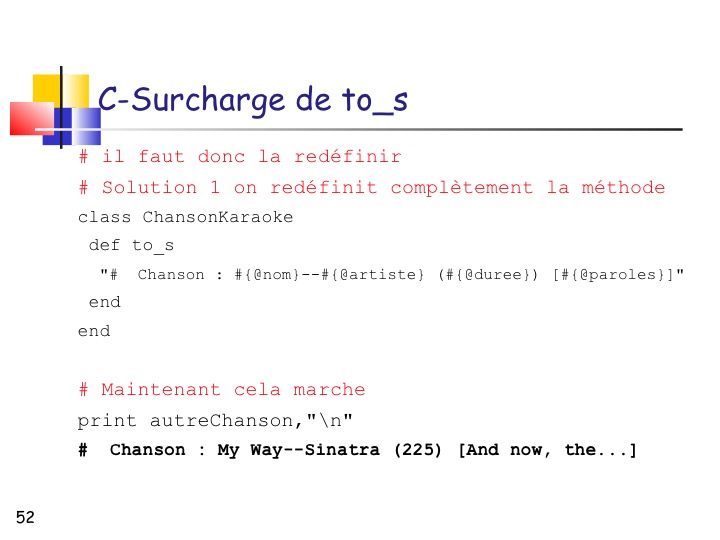 C-Surcharge de to_s
# il faut donc la redéfinir
# Solution 1 on redéfinit complètement la méthode
class ChansonKaraoke
 def to_s
  "#  Chanson : #{@nom}--#{@artiste} (#{@duree}) [#{@paroles}]"
 end
end
# Maintenant cela marche
print autreChanson,"\n"
#  Chanson : My Way--Sinatra (225) [And now, the...]
52